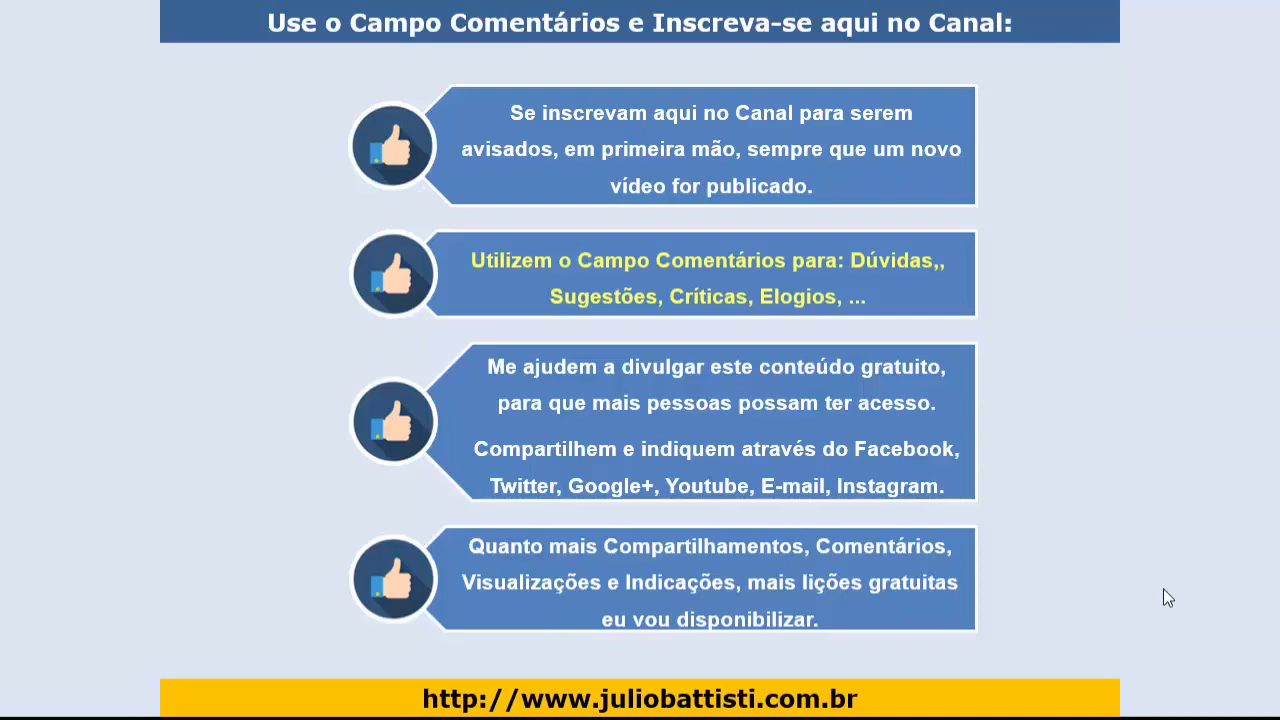 Use o Campo Comentários e Inscreva-se aqui no Canal:
Se inscrevam aqui no Canal para serem
avisados, em primeira mão, sempre que um novo
vídeo for publicado.
Utilizem o Campo Comentários para: Dúvidas,,
Sugestões, Críticas, Elogios, ...
Me ajudem a divulgar este conteúdo gratuito,
para que mais pessoas possam ter acesso.
Compartilhem e indiquem através do Facebook,
Twitter, Google+, Youtube, E-mail, Instagram.
Quanto mais Compartilhamentos, Comentários,
Visualizações e Indicações, mais lições gratuitas
eu vou disponibilizar.
http://www.juliobattisti.com.br